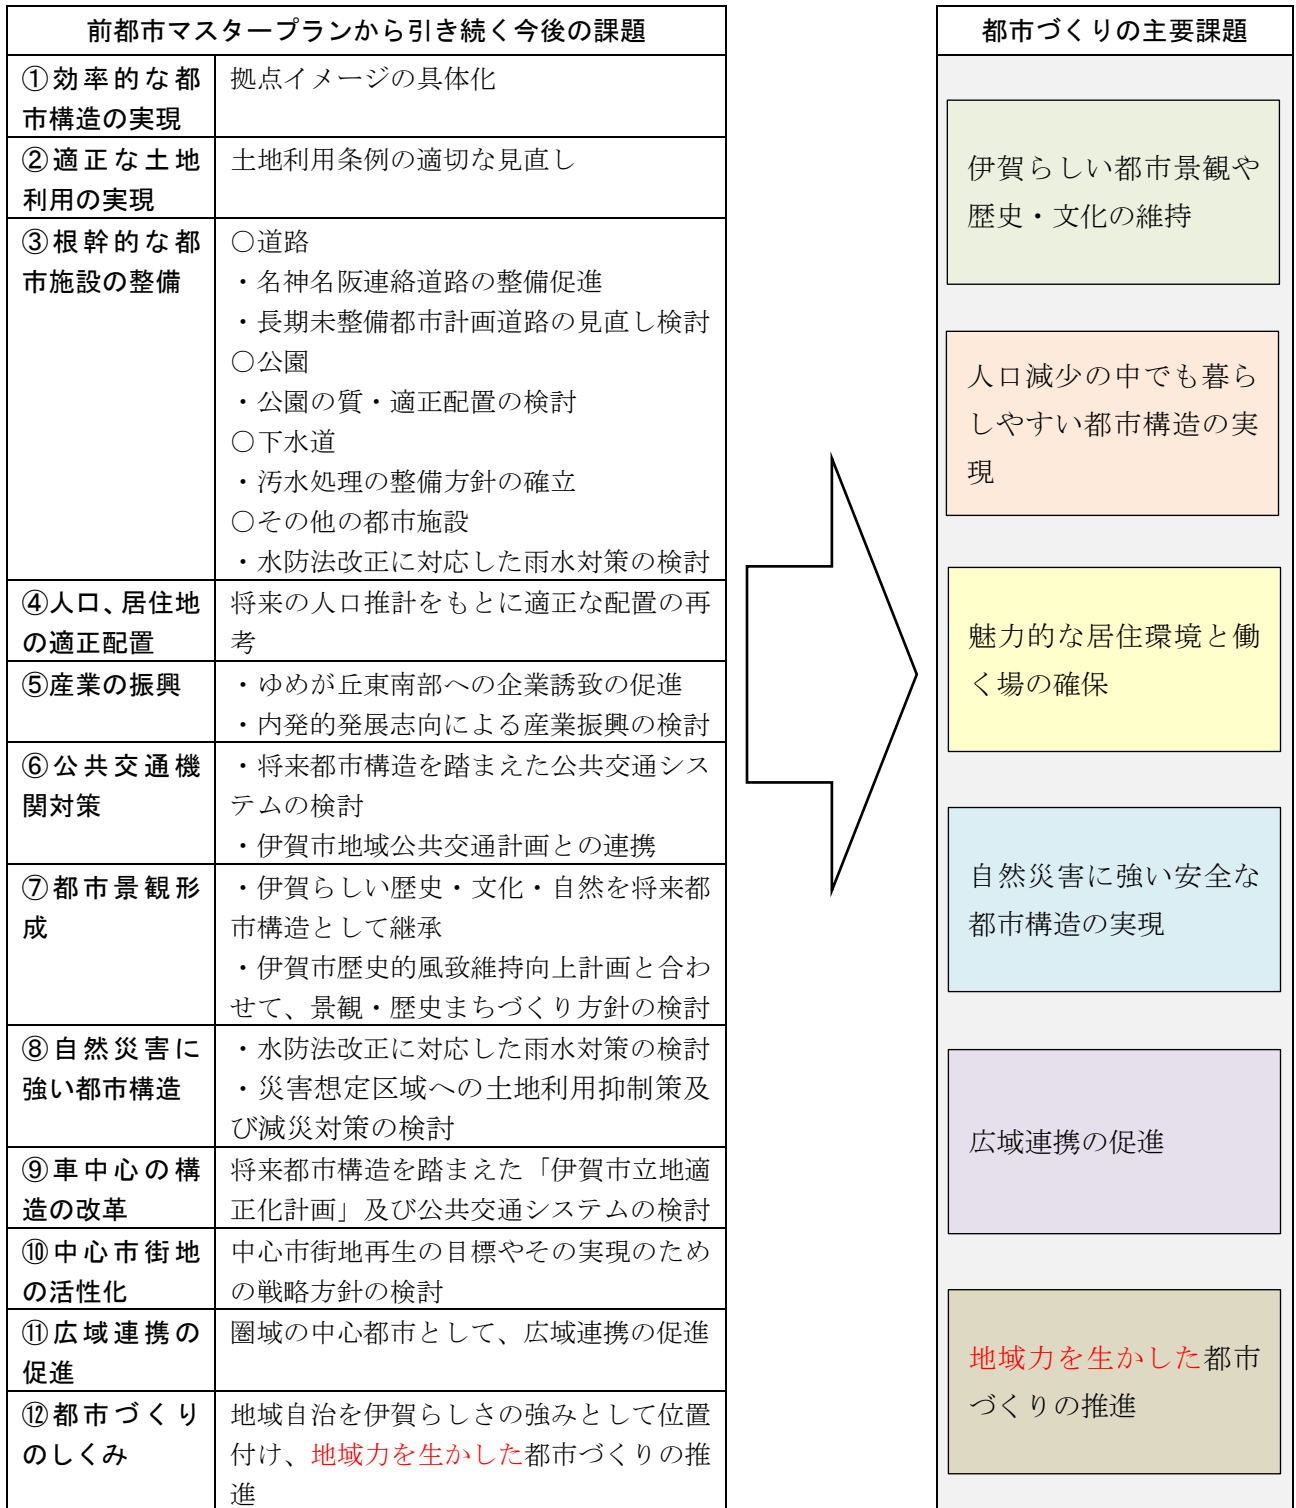 前都市マスタープランから引き続く今後の課題
①効率的な都
市構造の実現
拠点イメージの具体化
②適正な土地
利用の実現
土地利用条例の適切な見直し
③根幹的な都
市施設の整備
○道路
・名神名阪連絡道路の整備促進
・長期未整備都市計画道路の見直し検討
○公園
・公園の質・適正配置の検討
○下水道
・汚水処理の整備方針の確立
○その他の都市施設
・水防法改正に対応した雨水対策の検討
④人口、居住地
の適正配置
将来の人口推計をもとに適正な配置の再
考
⑤産業の振興
・ゆめが丘東南部への企業誘致の促進
・内発的発展志向による産業振興の検討
⑥公共交通機
関対策
・将来都市構造を踏まえた公共交通シス
テムの検討
・伊賀市地域公共交通計画との連携
⑦都市景観形
成
・伊賀らしい歴史・文化・自然を将来都
市構造として継承
・伊賀市歴史的風致維持向上計画と合わ
せて、景観・歴史まちづくり方針の検討
⑧自然災害に
強い都市構造
・水防法改正に対応した雨水対策の検討
・災害想定区域への土地利用抑制策及
び減災対策の検討
⑨車中心の構
造の改革
将来都市構造を踏まえた「伊賀市立地適
正化計画」及び公共交通システムの検討
⑩中心市街地
の活性化
中心市街地再生の目標やその実現のため
の戦略方針の検討
⑪広域連携の
促進
圏域の中心都市として、広域連携の促進
⑫都市づくり
のしくみ
地域自治を伊賀らしさの強みとして位置
付け、地域力を生かした都市づくりの推
進
都市づくりの主要課題
伊賀らしい都市景観や
歴史・文化の維持
人口減少の中でも暮ら
しやすい都市構造の実
現
魅力的な居住環境と働
く場の確保
自然災害に強い安全な
都市構造の実現
広域連携の促進
地域力を生かした都市
づくりの推進